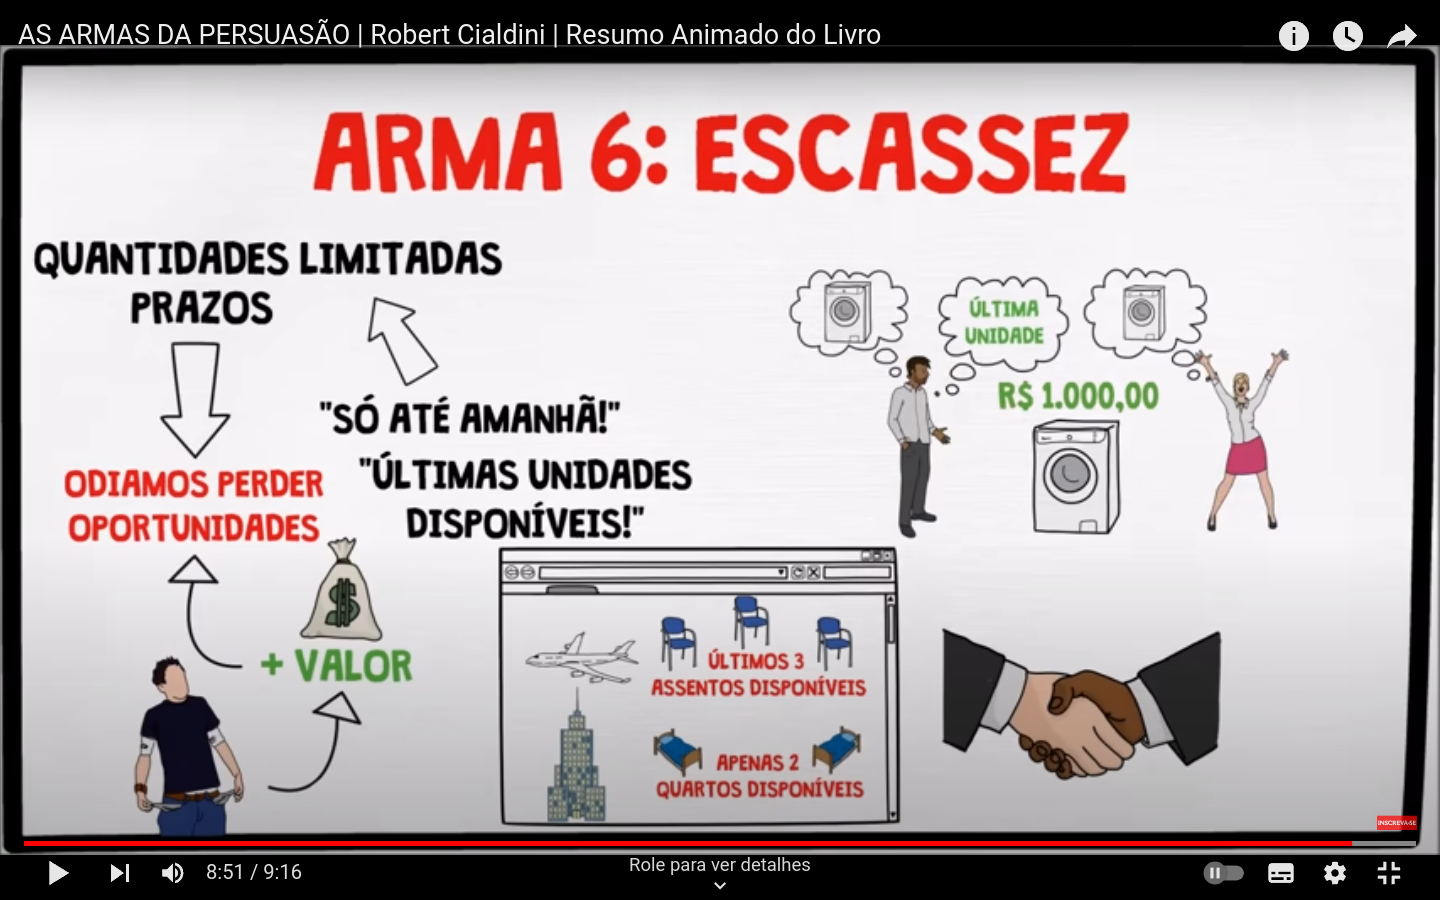 AS ARMAS DA PERSUASÃO | Robert Cialdini | Resumo Animado do Livro
ARMA 6: ESCASSEZ
QUANTIDADES LIMITADAS
PRAZOS
"SÓ ATÉ AMANHÃ!"
"ÚLTIMAS UNIDADES
DISPONÍVEIS!"
ODIAMOS PERDER
OPORTUNIDADES
$
+ VALOR
ÚLTIMA
UNIDADE
R$ 1.000,00
ÚLTIMOS 3
ASSENTOS DISPONÍVEIS
APENAS 2
QUARTOS DISPONÍVEIS
INSCREVA-SE
8:51 / 9:16
Role para ver detalhes